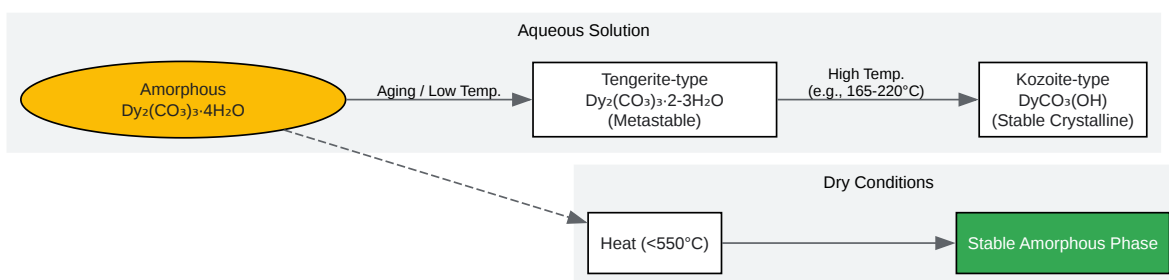 Aqueous Solution
Amorphous
Dy₂(CO₃)₃·4H₂O
Aging / Low Temp.
Tengerite-type
Dy₂(CO₃)₃·2-3H₂O
(Metastable)
High Temp.
(e.g., 165-220°C)
Kozoite-type
DyCO₃(OH)
(Stable Crystalline)
Dry Conditions
Heat (<550°C)
Stable Amorphous Phase